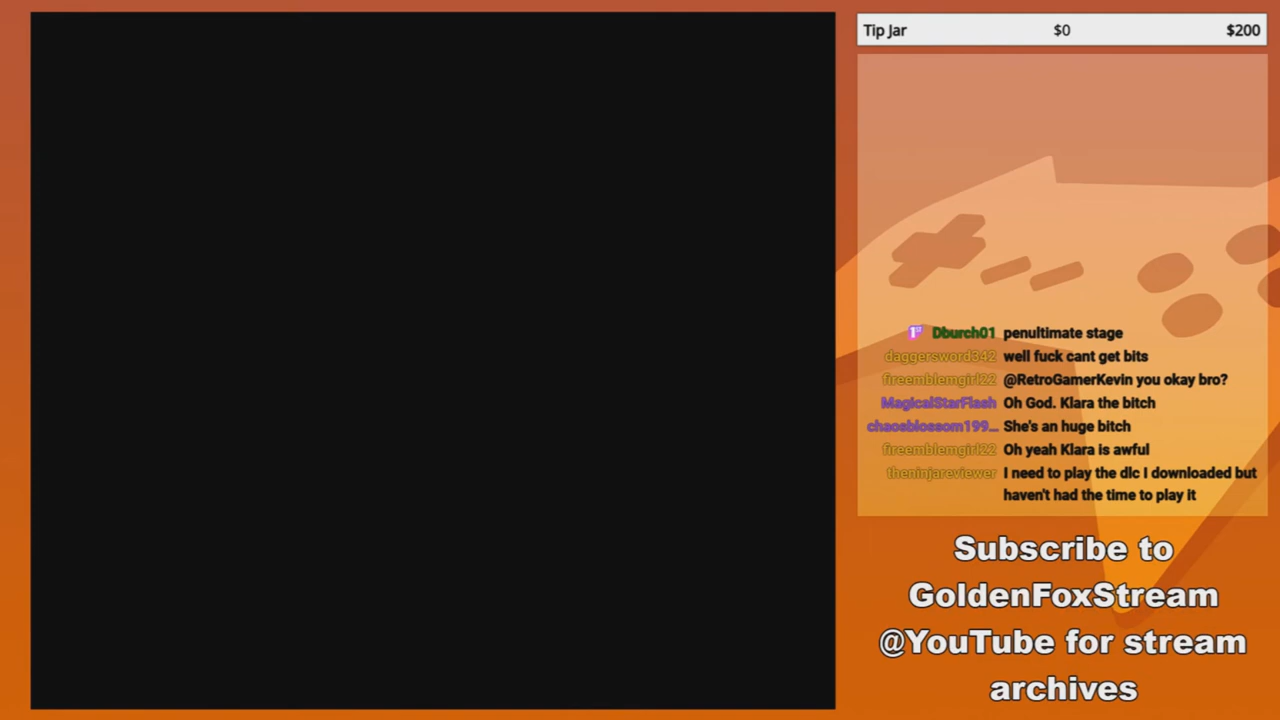 Tip Jar $0 $200
Dburch01 penultimate stage
daggersword342 well fuck cant get bits
fireemblemgirl22 @RetroGamerKevin you okay bro?
MagicalStarFlash Oh God. Klara the bitch
chaosblossom199... She's an huge bitch
fireemblemgirl22 Oh yeah Klara is awful
theninjareviewer I need to play the dlc I downloaded but
haven't had the time to play it
Subscribe to
GoldenFoxStream
@YouTube for stream
archives